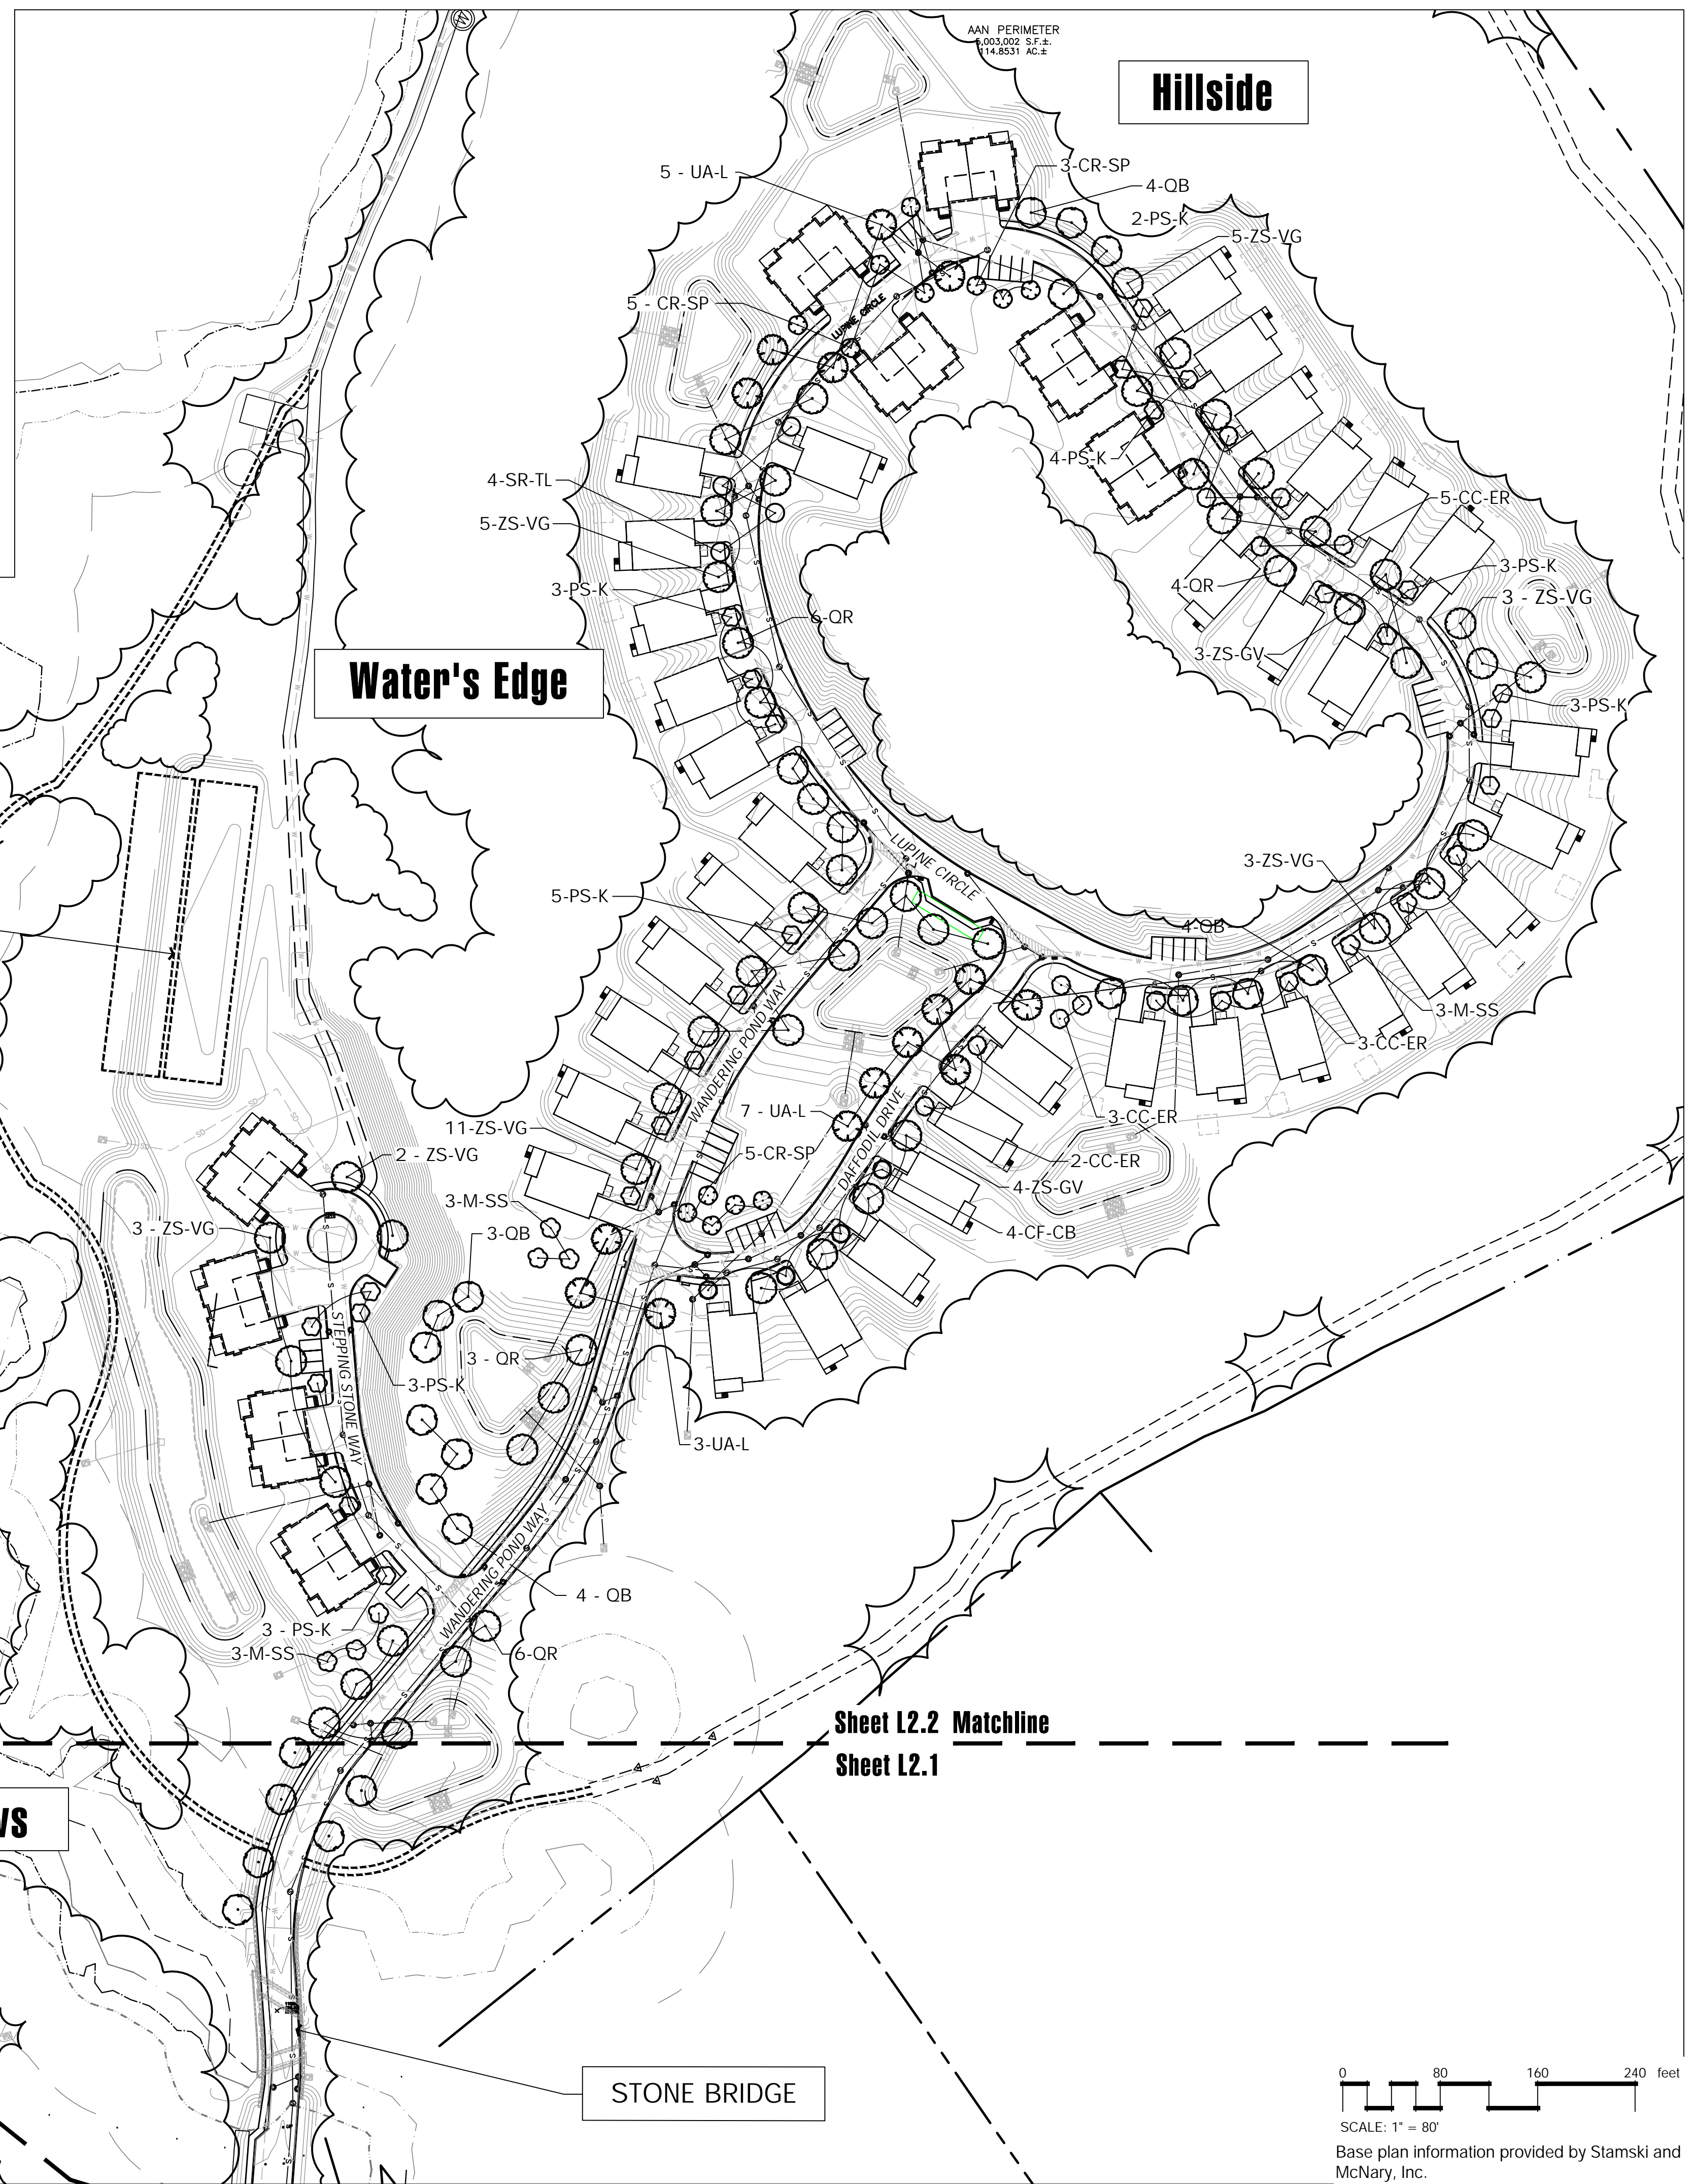 AAN PERIMETER
5,003,002 S.F.±.
114.8531 AC.±
Hillside
5 - UA-L
3-CR-SP
4-QB
2-PS-K
5-ZS-VG
5 - CR-SP
LUPINE CIRCLE
4-SR-TL
4-PS-K
5-CC-ER
5-ZS-VG
3-PS-K
3-PS-K
4-QR
3 - ZS-VG
6-QR
3-ZS-GV
Water's Edge
3-PS-K
LUPINE CIRCLE
3-ZS-VG
5-PS-K
4-QB
WANDERING POND WAY
3-M-SS
3-CC-ER
7 - UA-L
DAFFODIL DRIVE
3-CC-ER
11-ZS-VG
2 - ZS-VG
5-CR-SP
2-CC-ER
4-ZS-GV
3-M-SS
3 - ZS-VG
3-QB
4-CF-CB
STEPPING STONE WAY
3 - QR
3-PS-K
3-UA-L
WANDERING POND WAY
4 - QB
3 - PS-K
3-M-SS
6-QR
Sheet L2.2 Matchline
Sheet L2.1
STONE BRIDGE
0 80 160 240 feet
SCALE: 1" = 80'
Base plan information provided by Stamski and
McNary, Inc.